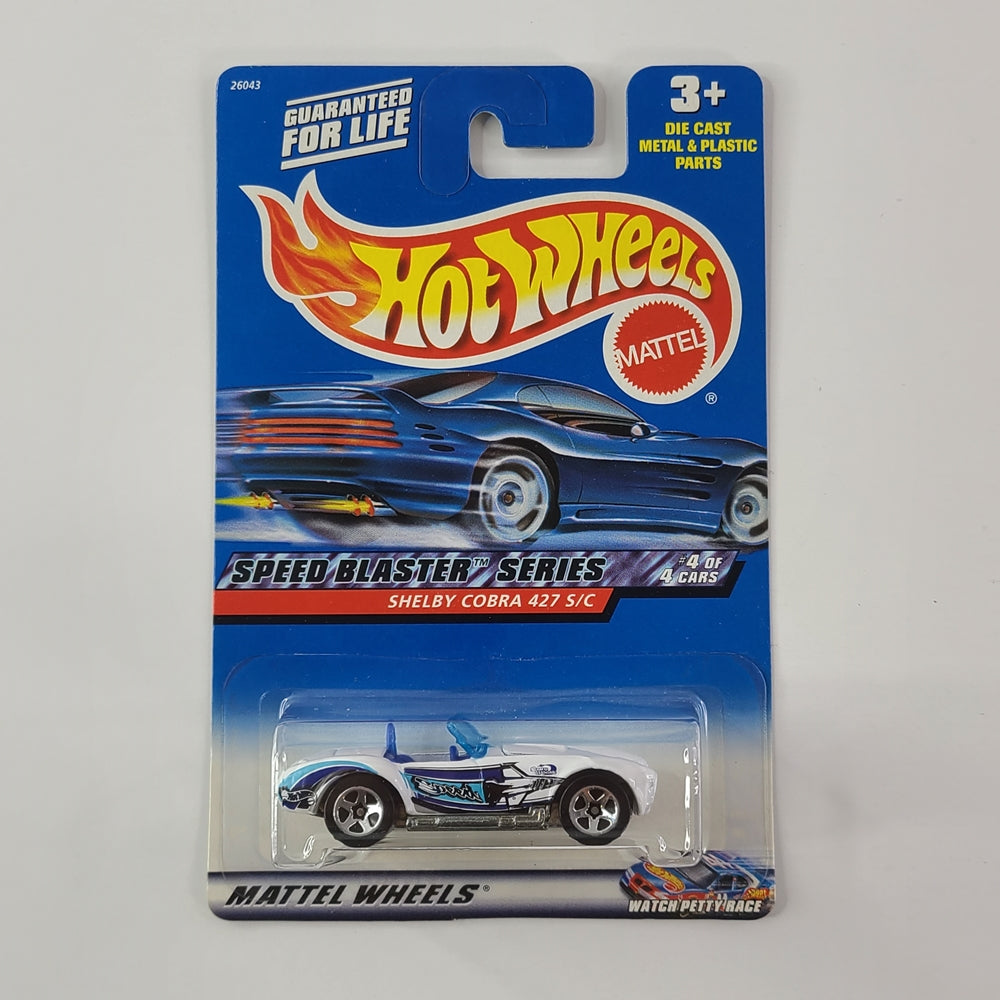 26043
GUARANTEED
FOR LIFE
3+
DIE CAST
METAL & PLASTIC
PARTS
HOT WHEELS
MATTEL
®
SPEED BLASTER™ SERIES
#4 OF
4 CARS
SHELBY COBRA 427 S/C
MATTEL WHEELS®
WATCH PETTY RACE